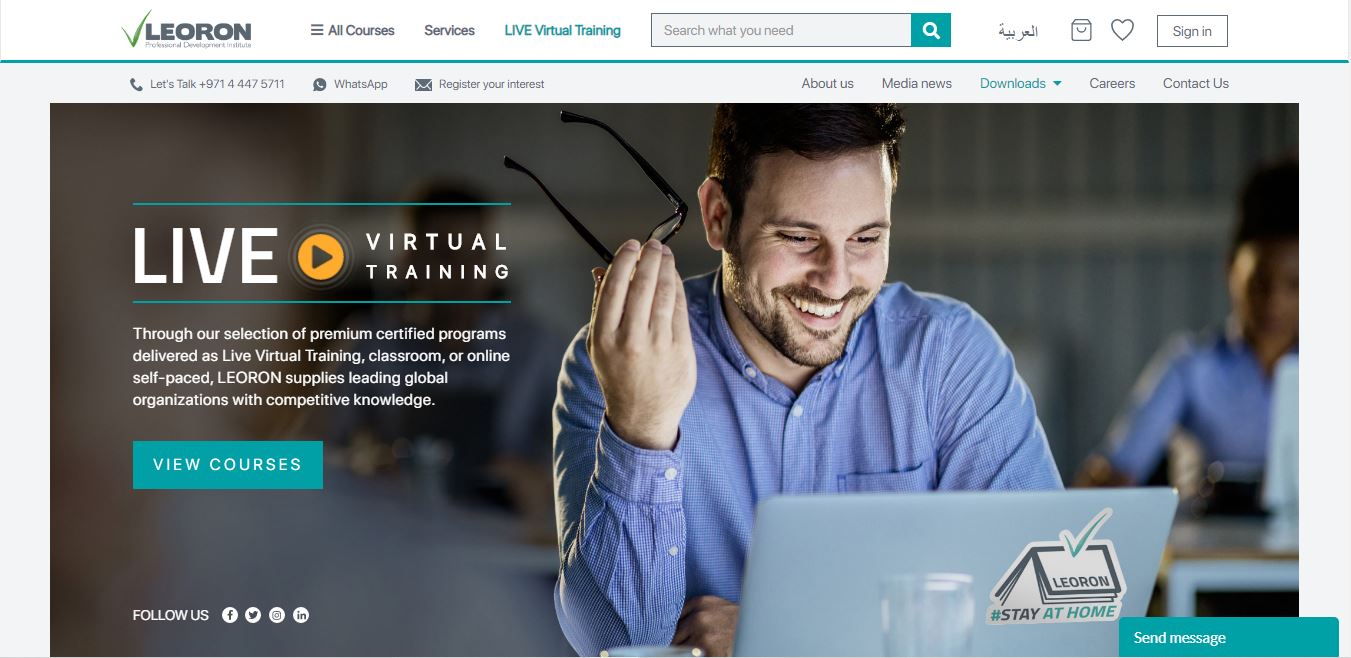 LEORON
Professional Development Institute
All Courses
Services
LIVE Virtual Training
Search what you need
العربية
Sign in
Let's Talk +971 4 447 5711
WhatsApp
Register your interest
About us
Media news
Downloads
Careers
Contact Us
LIVE
VIRTUAL
TRAINING
Through our selection of premium certified programs
delivered as Live Virtual Training, classroom, or online
self-paced, LEORON supplies leading global
organizations with competitive knowledge.
VIEW COURSES
LEORON
#STAY AT HOME
FOLLOW US
Send message